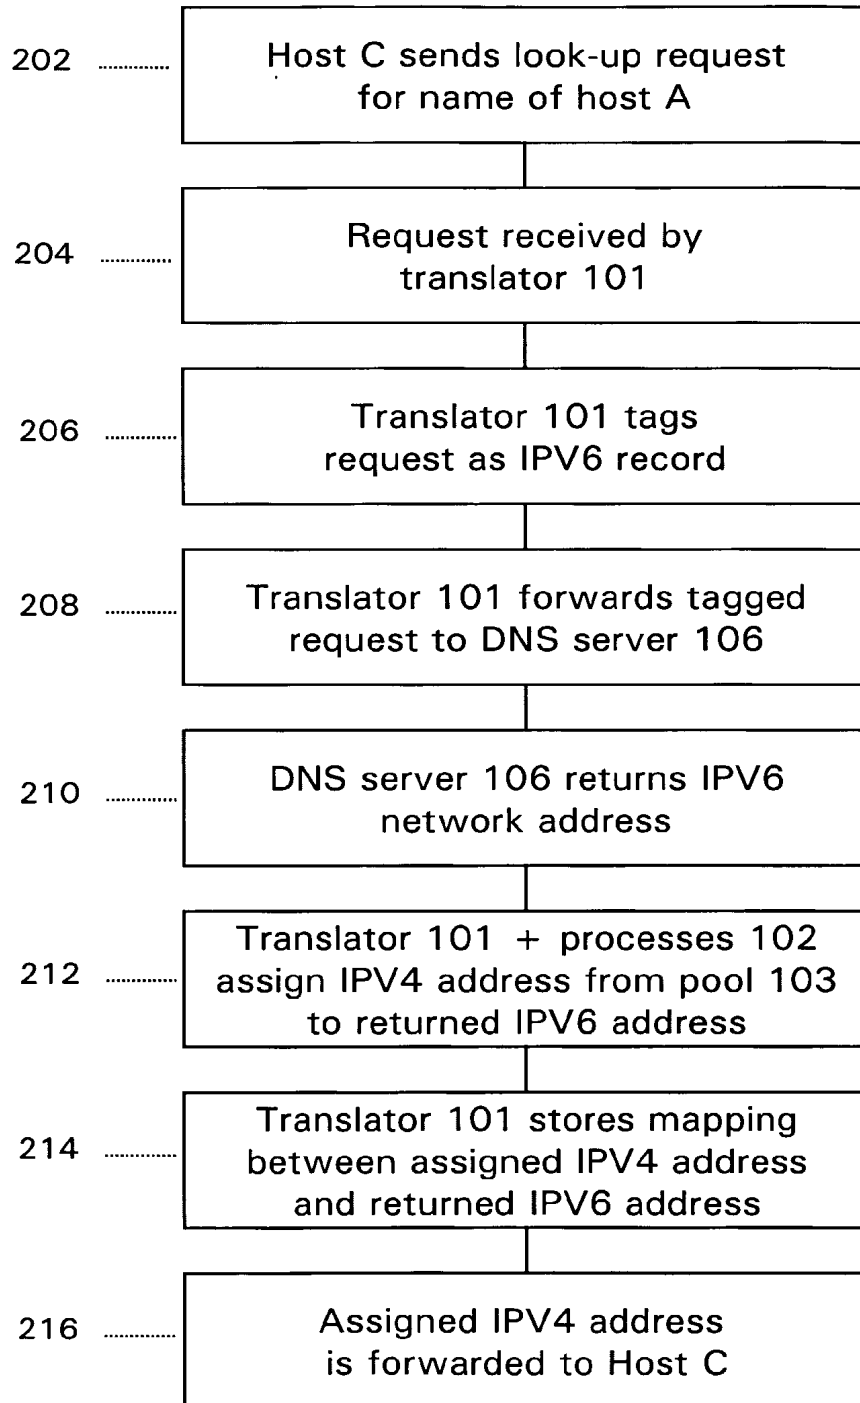 202
Host C sends look-up request
for name of host A
204
Request received by
translator 101
206
Translator 101 tags
request as IPV6 record
208
Translator 101 forwards tagged
request to DNS server 106
210
DNS server 106 returns IPV6
network address
212
Translator 101 + processes 102
assign IPV4 address from pool 103
to returned IPV6 address
214
Translator 101 stores mapping
between assigned IPV4 address
and returned IPV6 address
216
Assigned IPV4 address
is forwarded to Host C